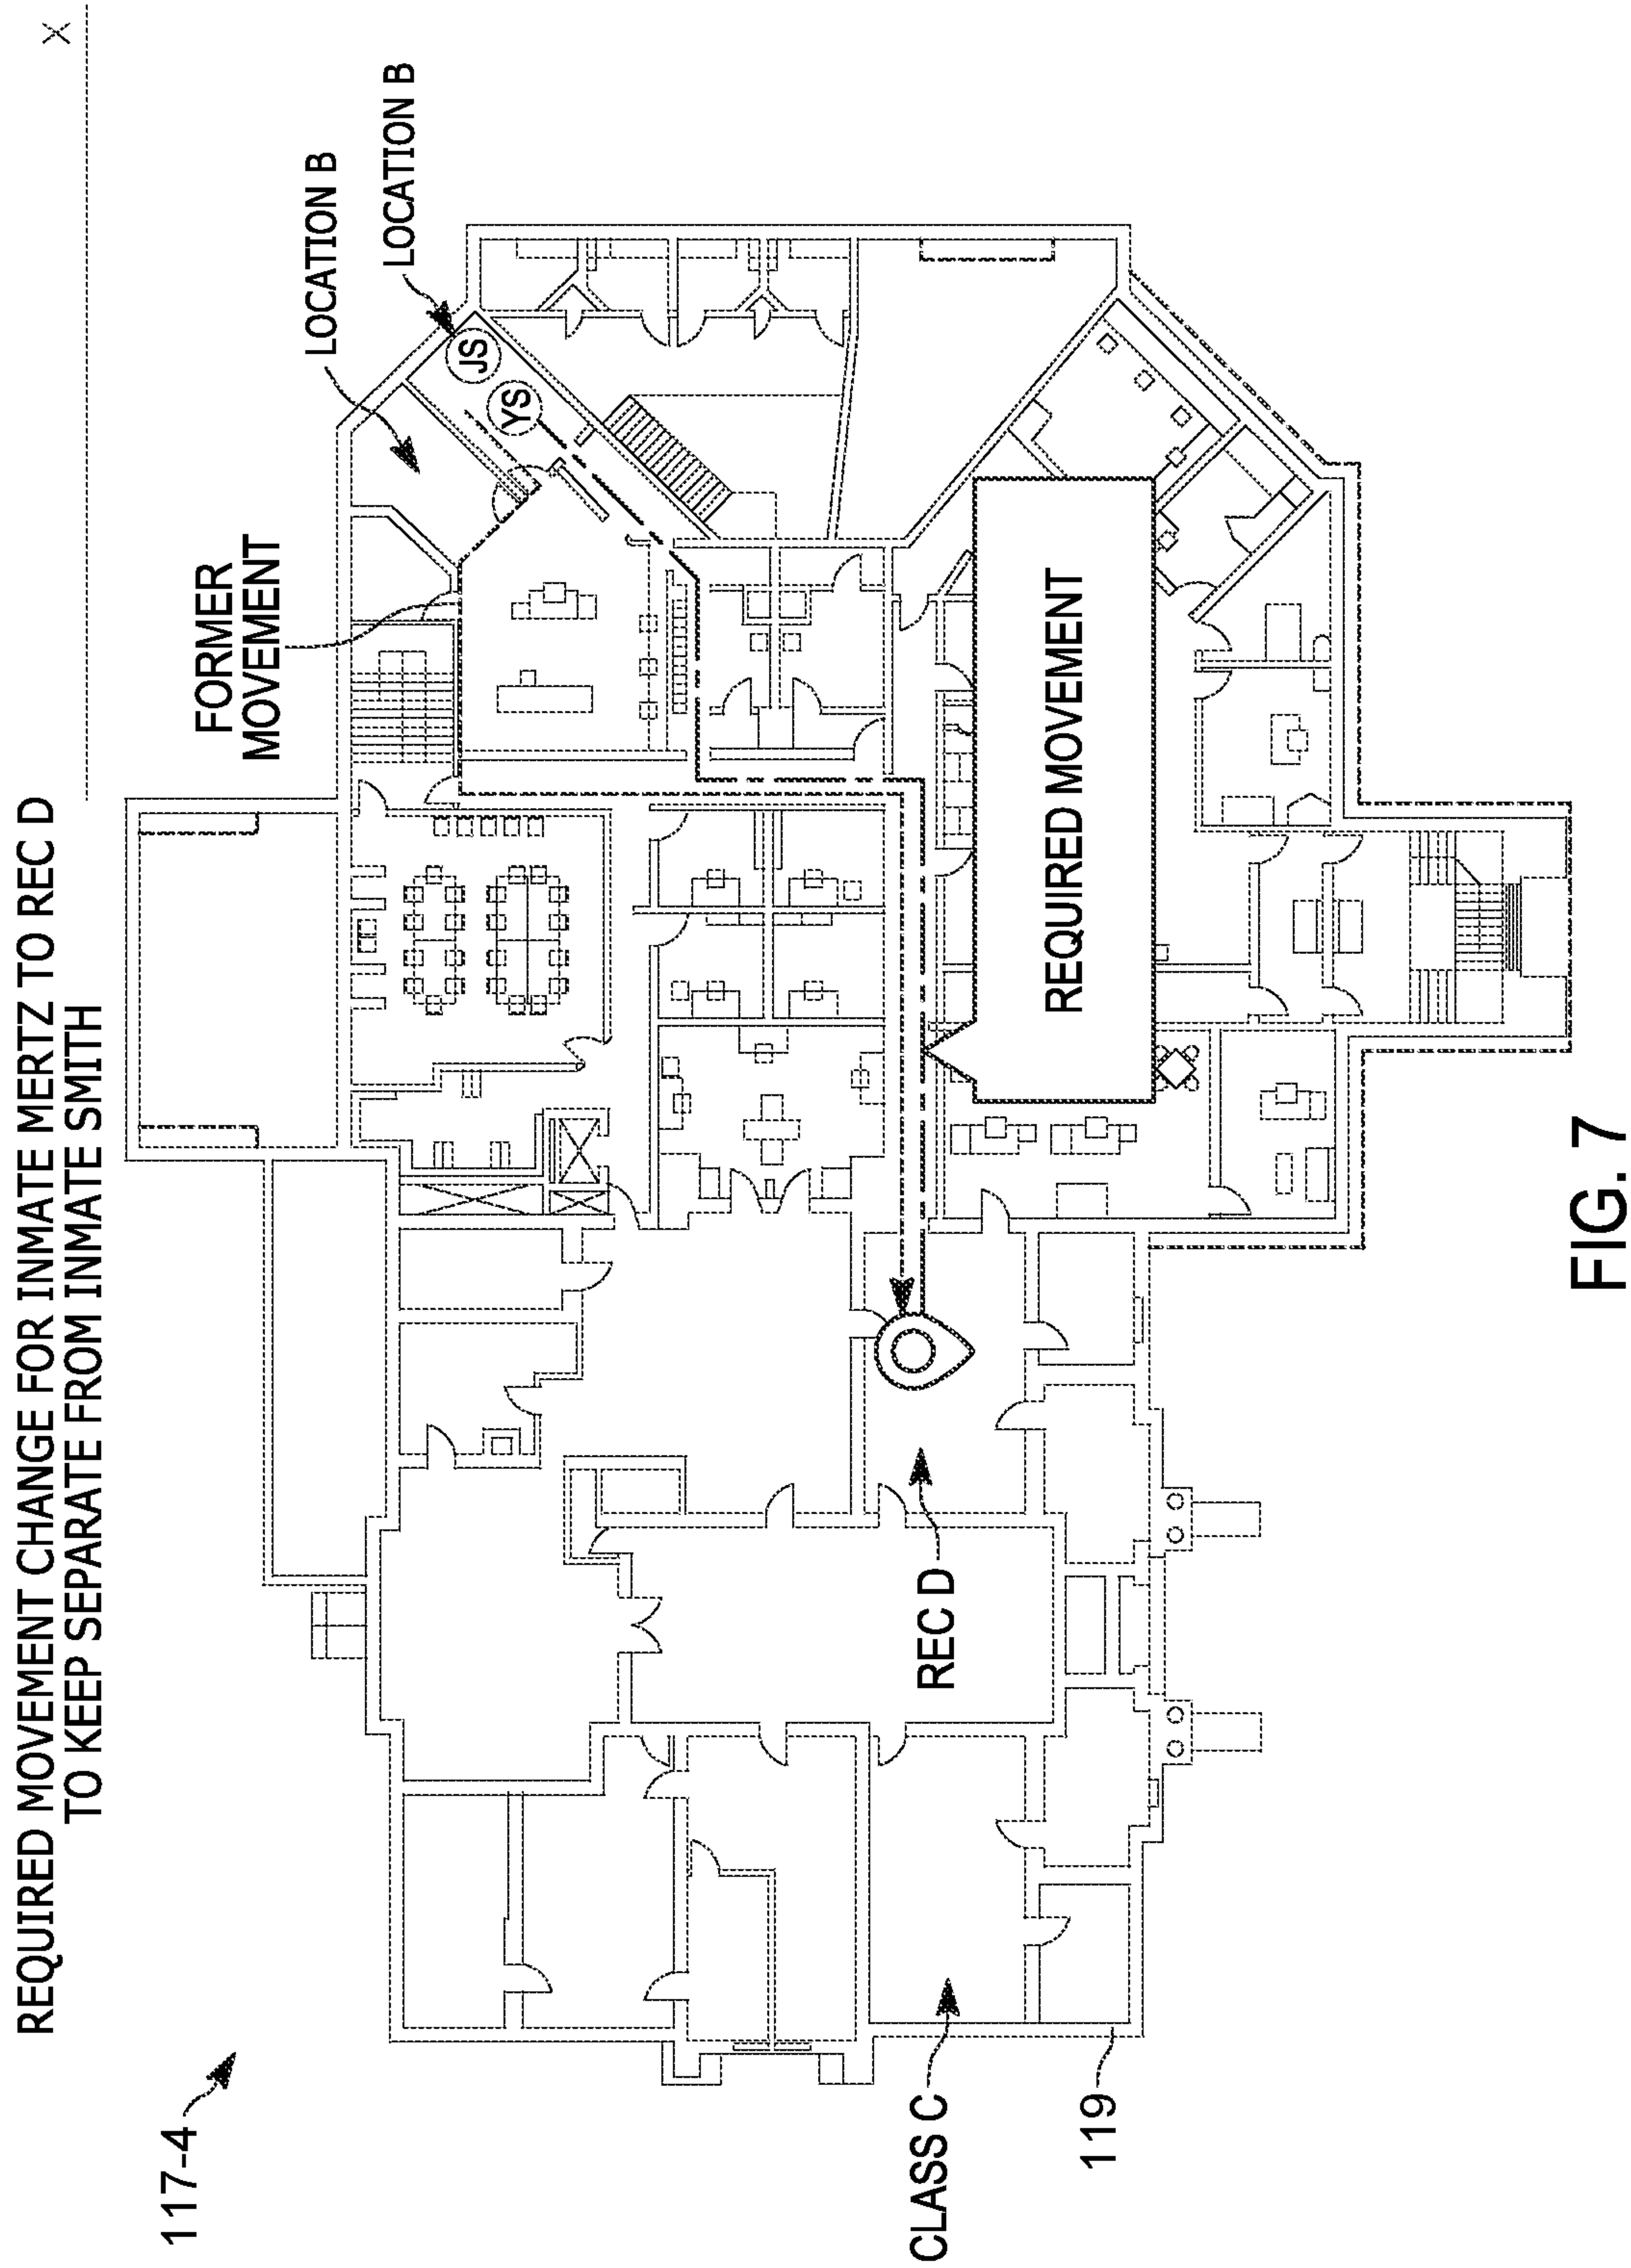 REQUIRED MOVEMENT CHANGE FOR INMATE MERTZ TO REC D
TO KEEP SEPARATE FROM INMATE SMITH
X
117-4
FORMER
MOVEMENT
LOCATION B
LOCATION B
JS
YS
REC D
CLASS C
REQUIRED MOVEMENT
119
FIG. 7